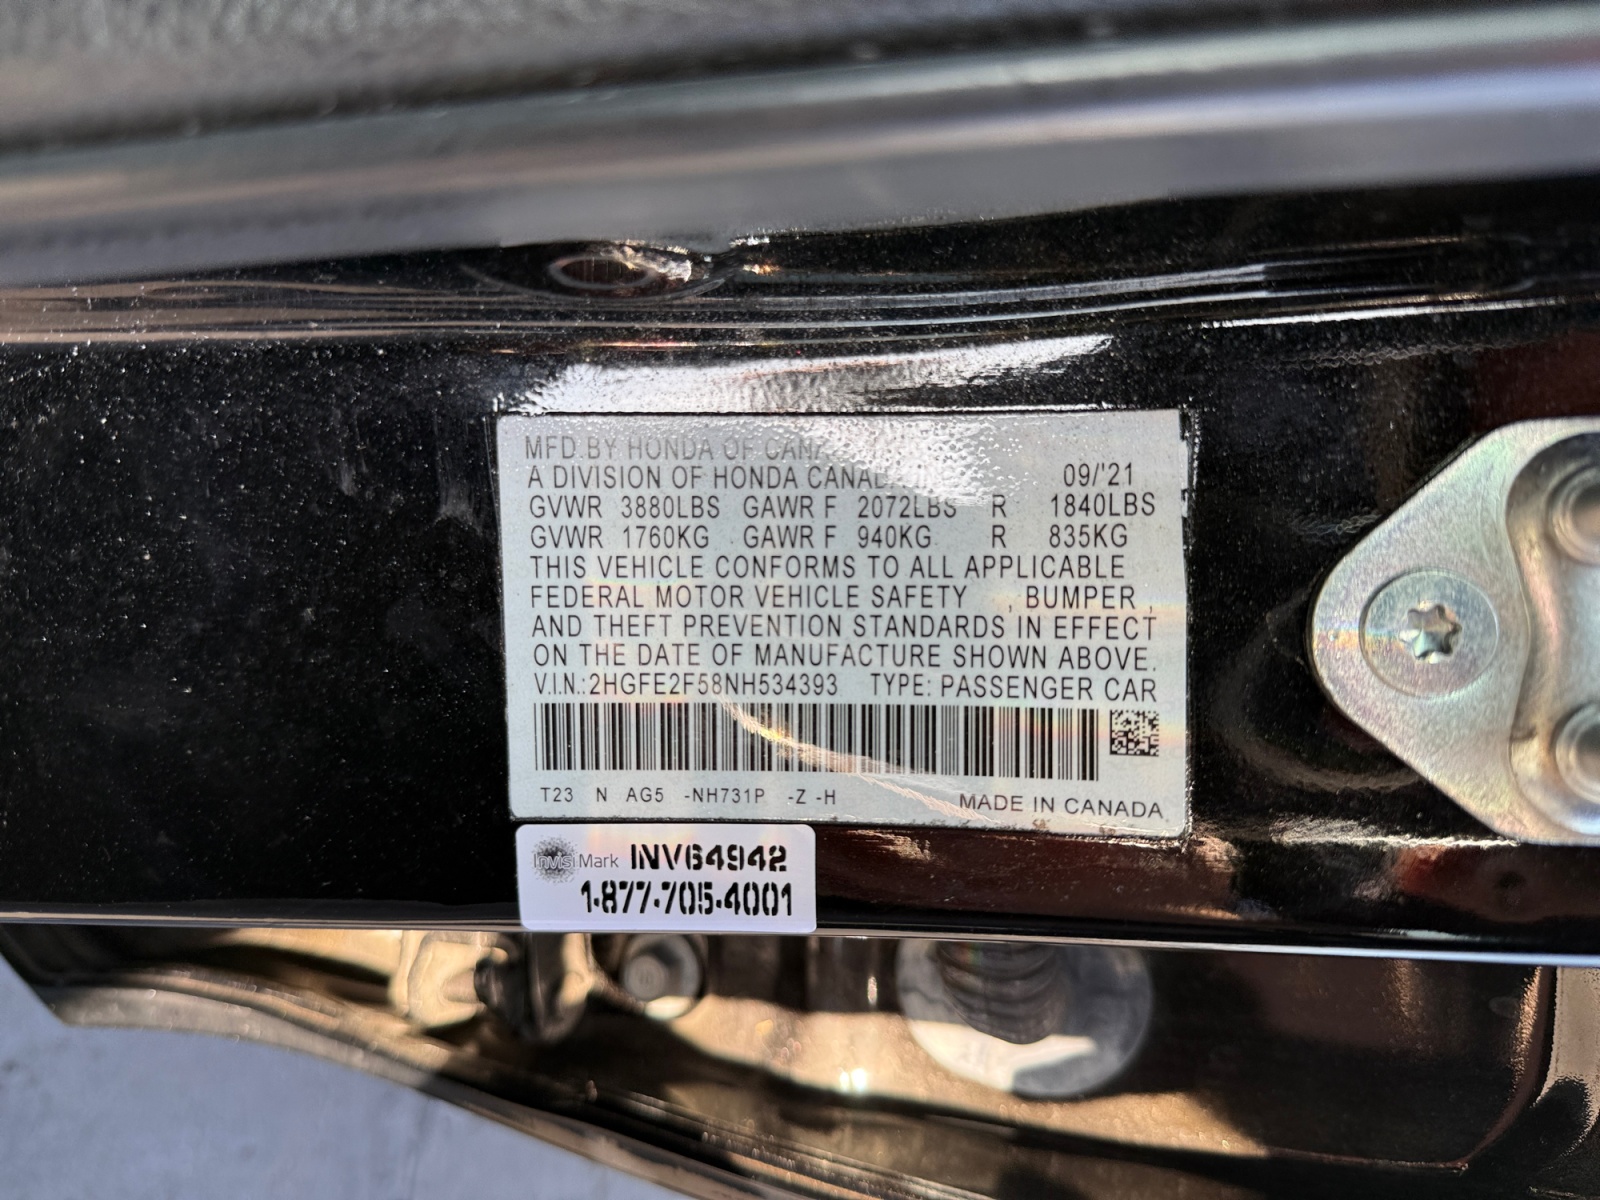 MFD.BY HONDA OF
A DIVISION OF HONDA 09/'21
GVWR 3880LBS GAWR F 2072LBS R 1840LBS
GVWR 1760KG GAWR F 940KG R 835KG
THIS VEHICLE CONFORMS TO ALL APPLICABLE
FEDERAL MOTOR VEHICLE SAFETY , BUMPER ,
AND THEFT PREVENTION STANDARDS IN EFFECT
ON THE DATE OF MANUFACTURE SHOWN ABOVE.
V.I.N.:2HGFE2F58NH534393 TYPE: PASSENGER CAR
T23 N AG5 -NH731P -Z -H MADE IN CANADA
InvisiMark INV64942
1-877-705-4001